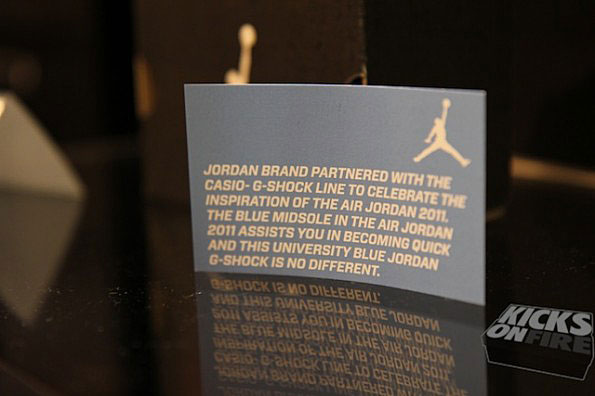 JORDAN BRAND PARTNERED WITH THE
CASIO- G-SHOCK LINE TO CELEBRATE THE
INSPIRATION OF THE AIR JORDAN 2011.
THE BLUE MIDSOLE IN THE AIR JORDAN
2011 ASSISTS YOU IN BECOMING QUICK
AND THIS UNIVERSITY BLUE JORDAN
G-SHOCK IS NO DIFFERENT.
KICKS
ONFIRE